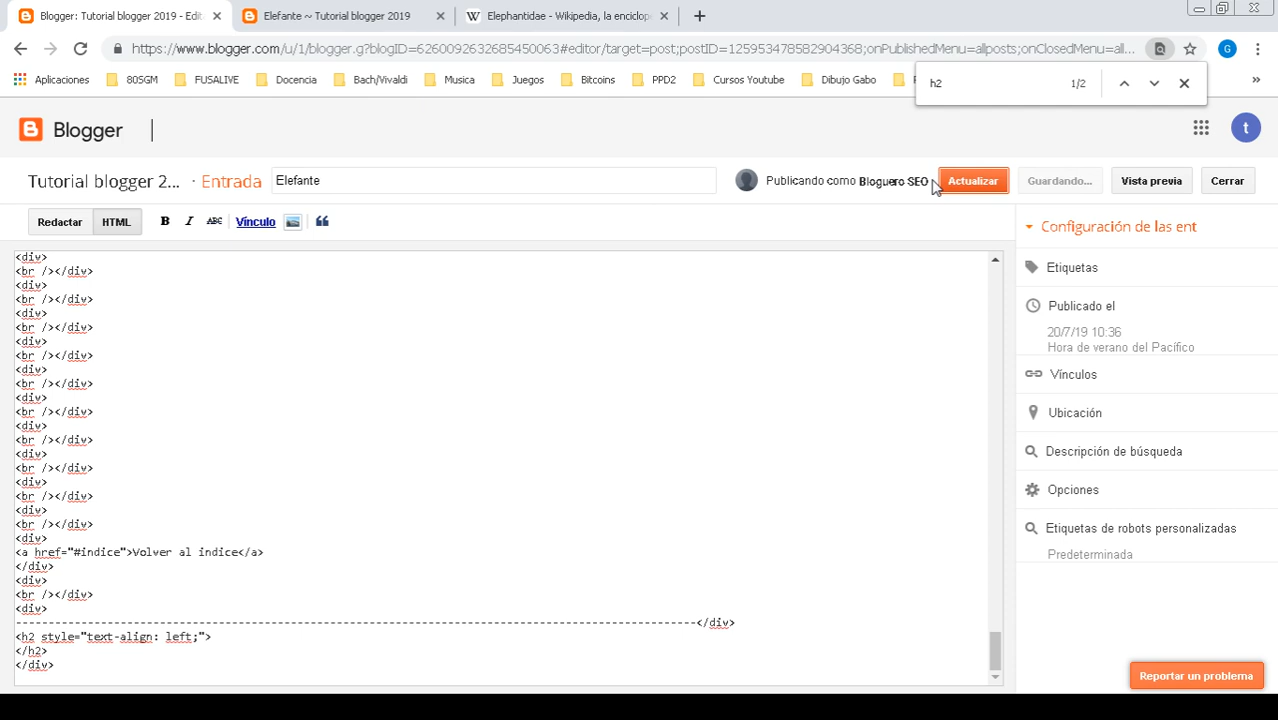 Blogger: Tutorial blogger 2019 - Edit
Elefante ~ Tutorial blogger 2019
Elephantidae - Wikipedia, la enciclop
https://www.blogger.com/u/1/blogger.g?blogID=6260092632685450063#editor/target=post;postID=125953478582904368;onPublishedMenu=allposts;onClosedMenu=all...
G
Aplicaciones
80SGM
FUSALIVE
Docencia
Bach/Vivaldi
Musica
Juegos
Bitcoins
PPD2
Cursos Youtube
Dibujo Gabo
h2
1/2
Blogger
t
Tutorial blogger 2... · Entrada
Elefante
Publicando como Bloguero SEO
Actualizar
Guardando...
Vista previa
Cerrar
Redactar
HTML
B
I
ABC
Vínculo
Configuración de las ent
Etiquetas
Publicado el
20/7/19 10:36
Hora de verano del Pacífico
Vínculos
Ubicación
Descripción de búsqueda
Opciones
Etiquetas de robots personalizadas
Predeterminada
<div>
<br /></div>
<div>
<br /></div>
<div>
<br /></div>
<div>
<br /></div>
<div>
<br /></div>
<div>
<br /></div>
<div>
<br /></div>
<div>
<br /></div>
<div>
<br /></div>
<div>
<br /></div>
<div>
<a href="#indice">Volver al indice</a>
</div>
<div>
<br /></div>
<div>
-------------------------------------------------------------------------------------------------</div>
<h2 style="text-align: left;">
</h2>
</div>
Reportar un problema